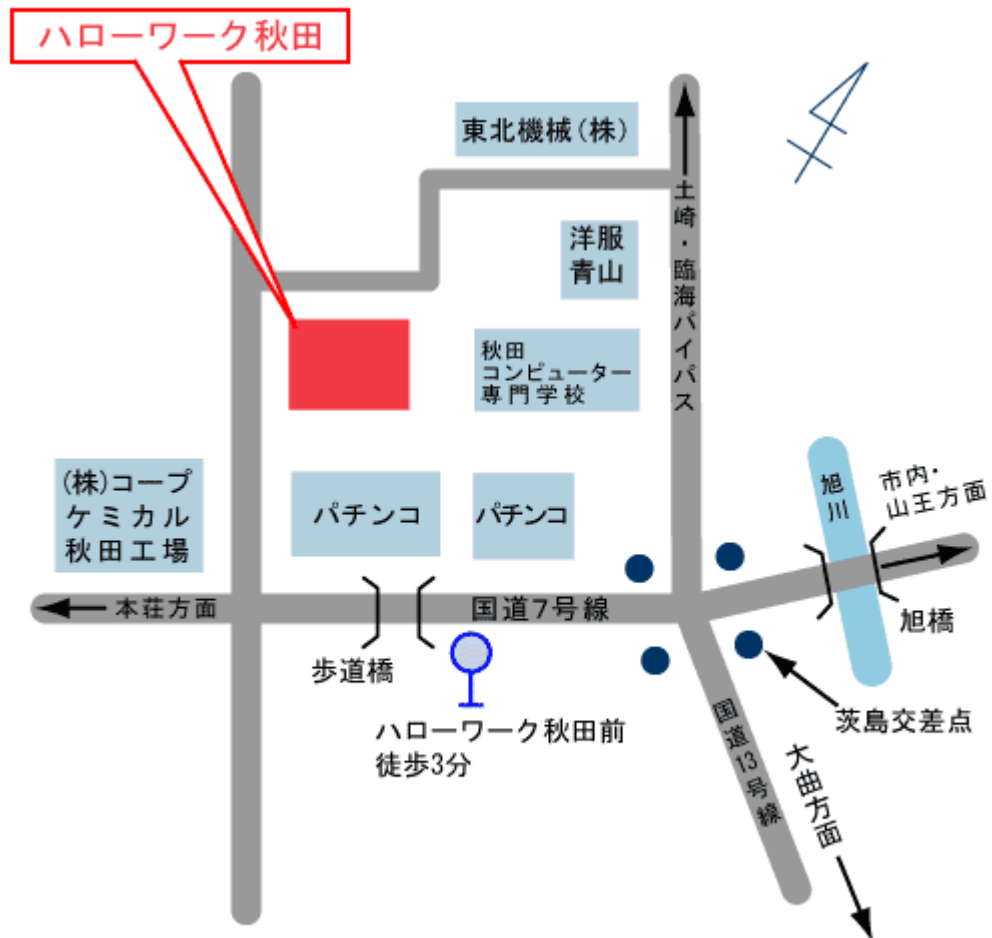 ハローワーク秋田
東北機械(株)
土崎・臨海バイパス
洋服
青山
秋田
コンピューター
専門学校
(株)コープ
ケミカル
秋田工場
パチンコ
パチンコ
旭川
市内・
山王方面
本荘方面
国道7号線
旭橋
歩道橋
ハローワーク秋田前
徒歩3分
茨島交差点
国道13号線
大曲方面